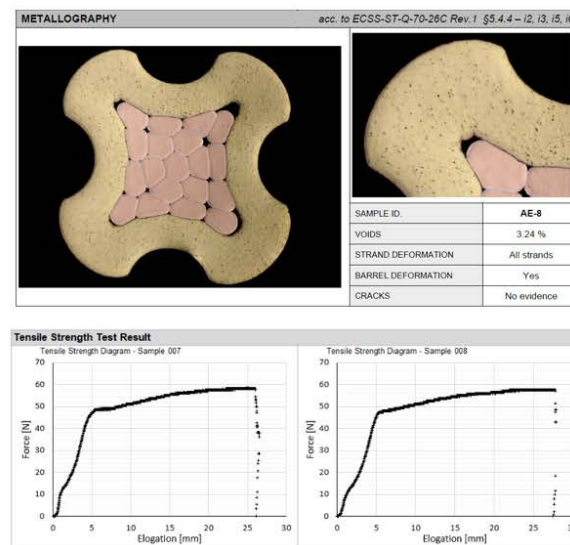 METALLOGRAPHY acc. to ECSS-ST-Q-70-26C Rev.1 §5.4.4 – i2, i3, i5,
SAMPLE ID. AE-8
VOIDS 3.24 %
STRAND DEFORMATION All strands
BARREL DEFORMATION Yes
CRACKS No evidence
Tensile Strength Test Result
Tensile Strength Diagram - Sample 007
70
60
50
40
30
20
10
0
Force [N]
0 5 10 15 20 25 30
Elogation [mm]
Tensile Strength Diagram - Sample 008
70
60
50
40
30
20
10
0
Force [N]
0 5 10 15 20 25 30
Elogation [mm]